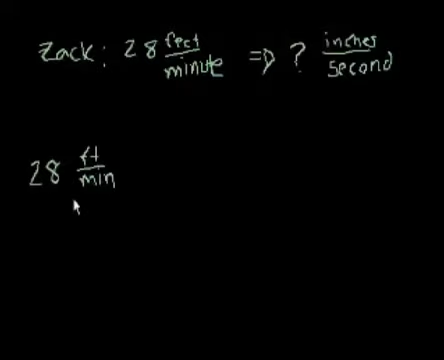 Zack: 28 feet/minute => ? inches/second
28 ft/min